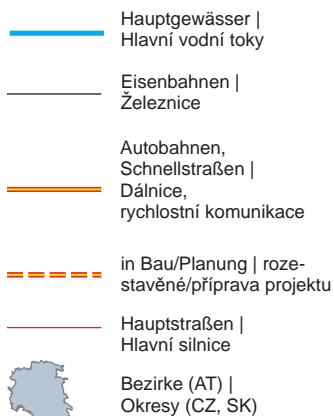 Hauptgewässer |
Hlavní vodní toky
Eisenbahnen |
Železnice
Autobahnen,
Schnellstraßen |
Dálnice,
rychlostní komunikace
in Bau/Planung | roze-
stavěné/příprava projektu
Hauptstraßen |
Hlavní silnice
Bezirke (AT) |
Okresy (CZ, SK)